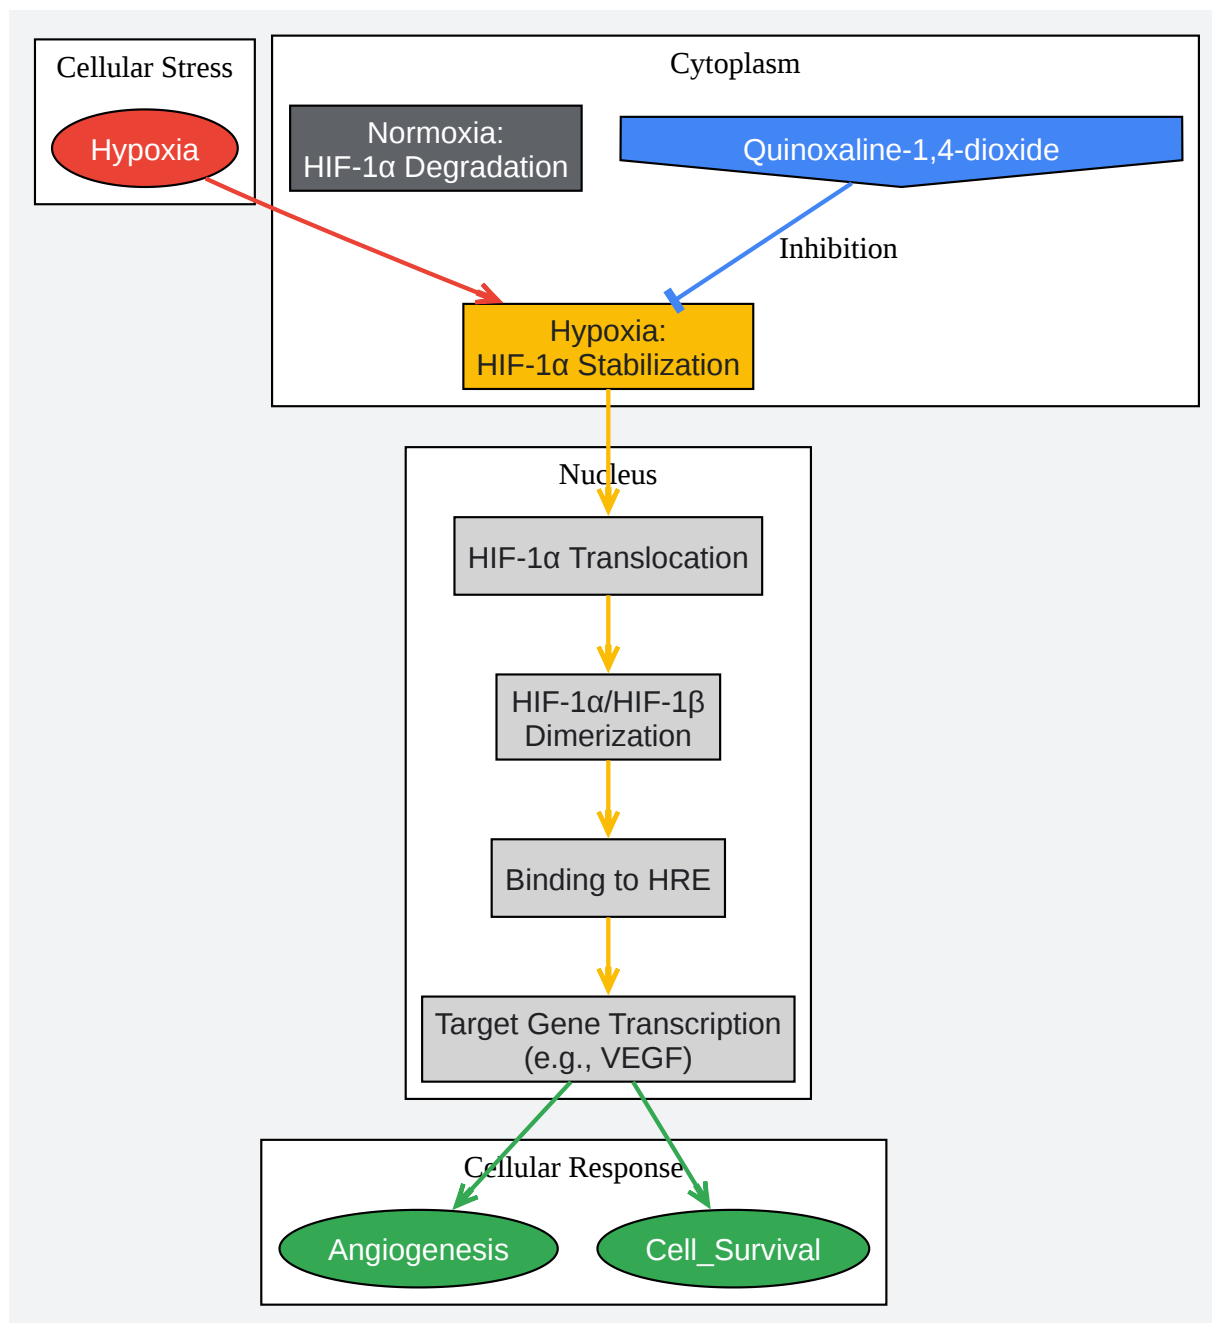 Cellular Stress
Hypoxia
Cytoplasm
Normoxia:
HIF-1α Degradation
Quinoxaline-1,4-dioxide
Inhibition
Hypoxia:
HIF-1α Stabilization
Nucleus
HIF-1α Translocation
HIF-1α/HIF-1β
Dimerization
Binding to HRE
Target Gene Transcription
(e.g., VEGF)
Cellular Response
Angiogenesis
Cell_Survival